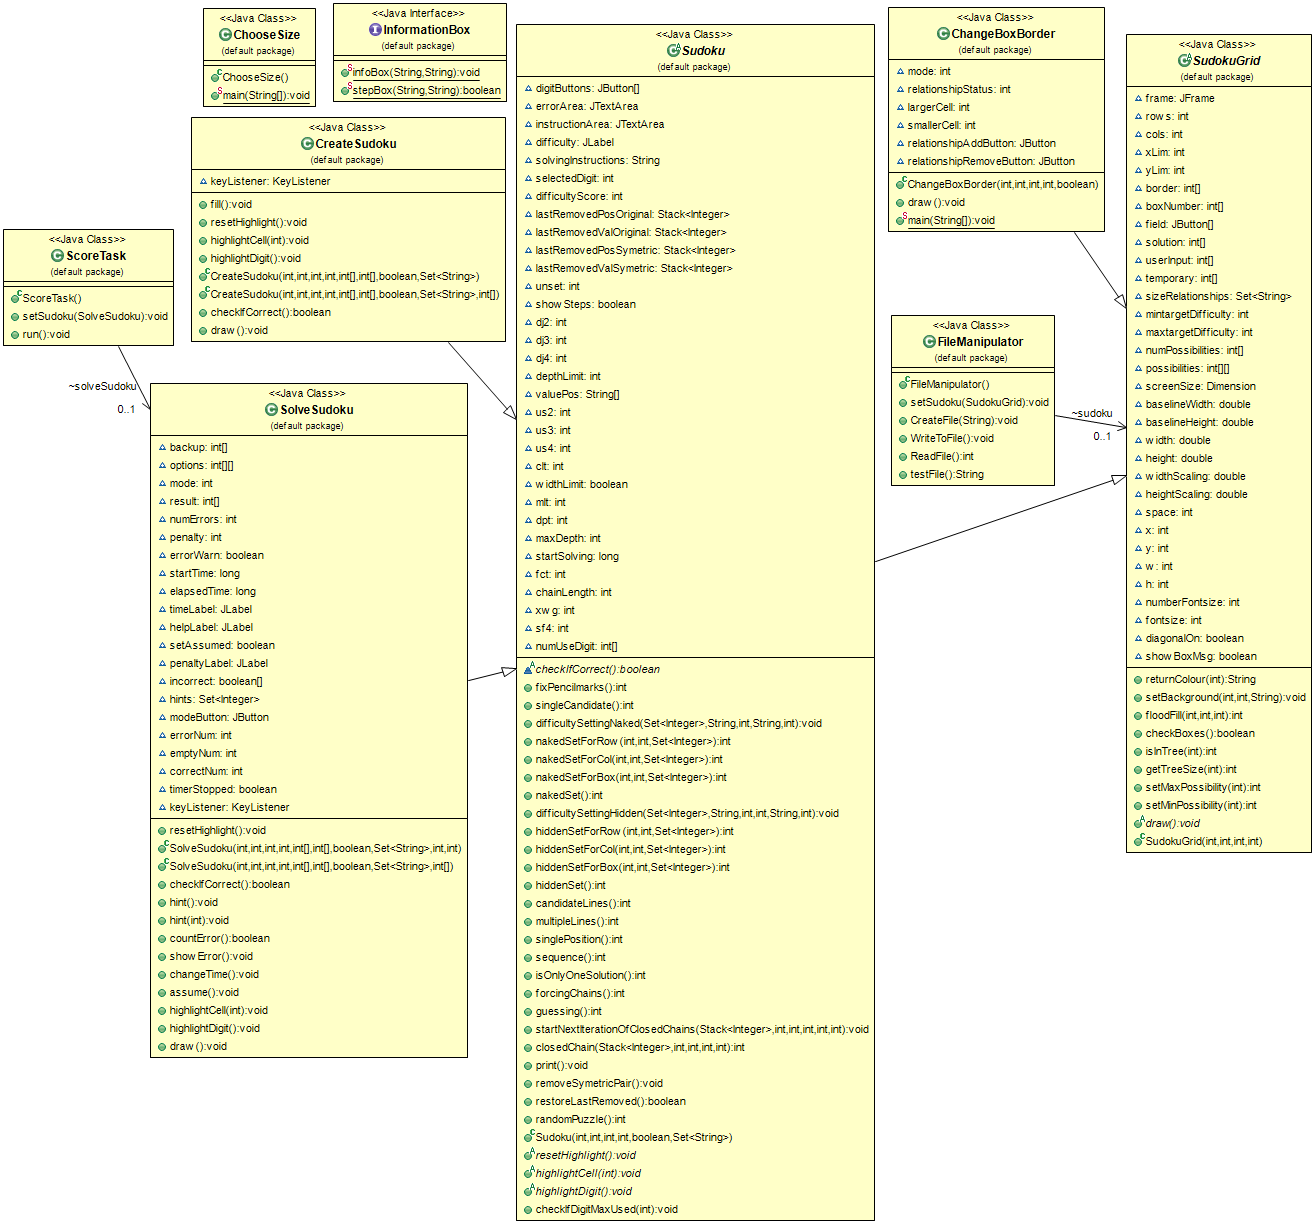 <<Java Class>>
ChooseSize
(default package)
ChooseSize()
main(String[]):void
<<Java Interface>>
InformationBox
(default package)
infoBox(String,String):void
stepBox(String,String):boolean
<<Java Class>>
CreateSudoku
(default package)
keyListener: KeyListener
fill():void
resetHighlight():void
highlightCell(int):void
highlightDigit():void
CreateSudoku(int,int,int,int,int[],int[],boolean,Set<String>)
CreateSudoku(int,int,int,int,int[],int[],boolean,Set<String>,int[])
checkIfCorrect():boolean
draw():void
<<Java Class>>
ScoreTask
(default package)
ScoreTask()
setSudoku(SolveSudoku):void
run():void
~solveSudoku
0..1
<<Java Class>>
SolveSudoku
(default package)
backup: int[]
options: int[][]
mode: int
result: int[]
numErrors: int
penalty: int
errorWarn: boolean
startTime: long
elapsedTime: long
timeLabel: JLabel
helpLabel: JLabel
setAssumed: boolean
penaltyLabel: JLabel
incorrect: boolean[]
hints: Set<Integer>
modeButton: JButton
errorNum: int
emptyNum: int
correctNum: int
timerStopped: boolean
keyListener: KeyListener
resetHighlight():void
SolveSudoku(int,int,int,int,int[],int[],boolean,Set<String>,int,int)
SolveSudoku(int,int,int,int,int[],int[],boolean,Set<String>,int[])
checkIfCorrect():boolean
hint():void
hint(int):void
countError():boolean
showError():void
changeTime():void
assume():void
highlightCell(int):void
highlightDigit():void
draw():void
<<Java Class>>
Sudoku
(default package)
digitButtons: JButton[]
errorArea: JTextArea
instructionArea: JTextArea
difficulty: JLabel
solvingInstructions: String
selectedDigit: int
difficultyScore: int
lastRemovedPosOriginal: Stack<Integer>
lastRemovedValOriginal: Stack<Integer>
lastRemovedPosSymetric: Stack<Integer>
lastRemovedValSymetric: Stack<Integer>
unset: int
showSteps: boolean
dj2: int
dj3: int
dj4: int
depthLimit: int
valuePos: String[]
us2: int
us3: int
us4: int
clt: int
widthLimit: boolean
mlt: int
dpt: int
maxDepth: int
startSolving: long
fct: int
chainLength: int
xwg: int
sf4: int
numUseDigit: int[]
checkIfCorrect():boolean
fixPencilmarks():int
singleCandidate():int
difficultySettingNaked(Set<Integer>,String,int,String,int):void
nakedSetForRow(int,int,Set<Integer>):int
nakedSetForCol(int,int,Set<Integer>):int
nakedSetForBox(int,int,Set<Integer>):int
nakedSet():int
difficultySettingHidden(Set<Integer>,String,int,int,String,int):void
hiddenSetForRow(int,int,Set<Integer>):int
hiddenSetForCol(int,int,Set<Integer>):int
hiddenSetForBox(int,int,Set<Integer>):int
hiddenSet():int
candidateLines():int
multipleLines():int
singlePosition():int
sequence():int
isOnlyOneSolution():int
forcingChains():int
guessing():int
startNextIterationOfClosedChains(Stack<Integer>,int,int,int,int,int):void
closedChain(Stack<Integer>,int,int,int,int):int
print():void
removeSymetricPair():void
restoreLastRemoved():boolean
randomPuzzle():int
Sudoku(int,int,int,int,boolean,Set<String>)
resetHighlight():void
highlightCell(int):void
highlightDigit():void
checkIfDigitMaxUsed(int):void
<<Java Class>>
ChangeBoxBorder
(default package)
mode: int
relationshipStatus: int
largerCell: int
smallerCell: int
relationshipAddButton: JButton
relationshipRemoveButton: JButton
ChangeBoxBorder(int,int,int,int,boolean)
draw():void
main(String[]):void
<<Java Class>>
FileManipulator
(default package)
FileManipulator()
setSudoku(SudokuGrid):void
CreateFile(String):void
WriteToFile():void
ReadFile():int
testFile():String
~sudoku
0..1
<<Java Class>>
SudokuGrid
(default package)
frame: JFrame
rows: int
cols: int
xLim: int
yLim: int
border: int[]
boxNumber: int[]
field: JButton[]
solution: int[]
userInput: int[]
temporary: int[]
sizeRelationships: Set<String>
mintargetDifficulty: int
maxtargetDifficulty: int
numPossibilities: int[]
possibilities: int[][]
screenSize: Dimension
baselineWidth: double
baselineHeight: double
width: double
height: double
widthScaling: double
heightScaling: double
space: int
x: int
y: int
w: int
h: int
numberFontsize: int
fontsize: int
diagonalOn: boolean
showBoxMsg: boolean
returnColour(int):String
setBackground(int,int,String):void
floodFill(int,int,int):int
checkBoxes():boolean
isInTree(int):int
getTreeSize(int):int
setMaxPossibility(int):int
setMinPossibility(int):int
draw():void
SudokuGrid(int,int,int,int)